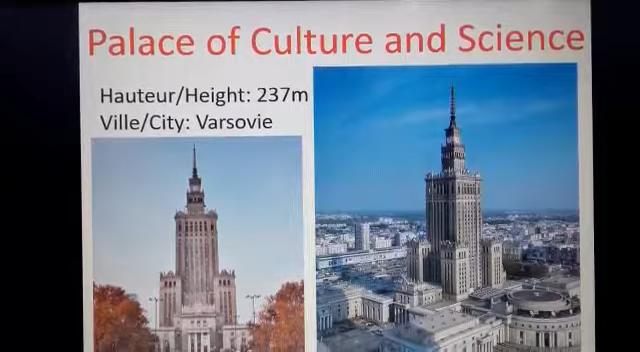 Palace of Culture and Science
Hauteur/Height: 237m
Ville/City: Varsovie